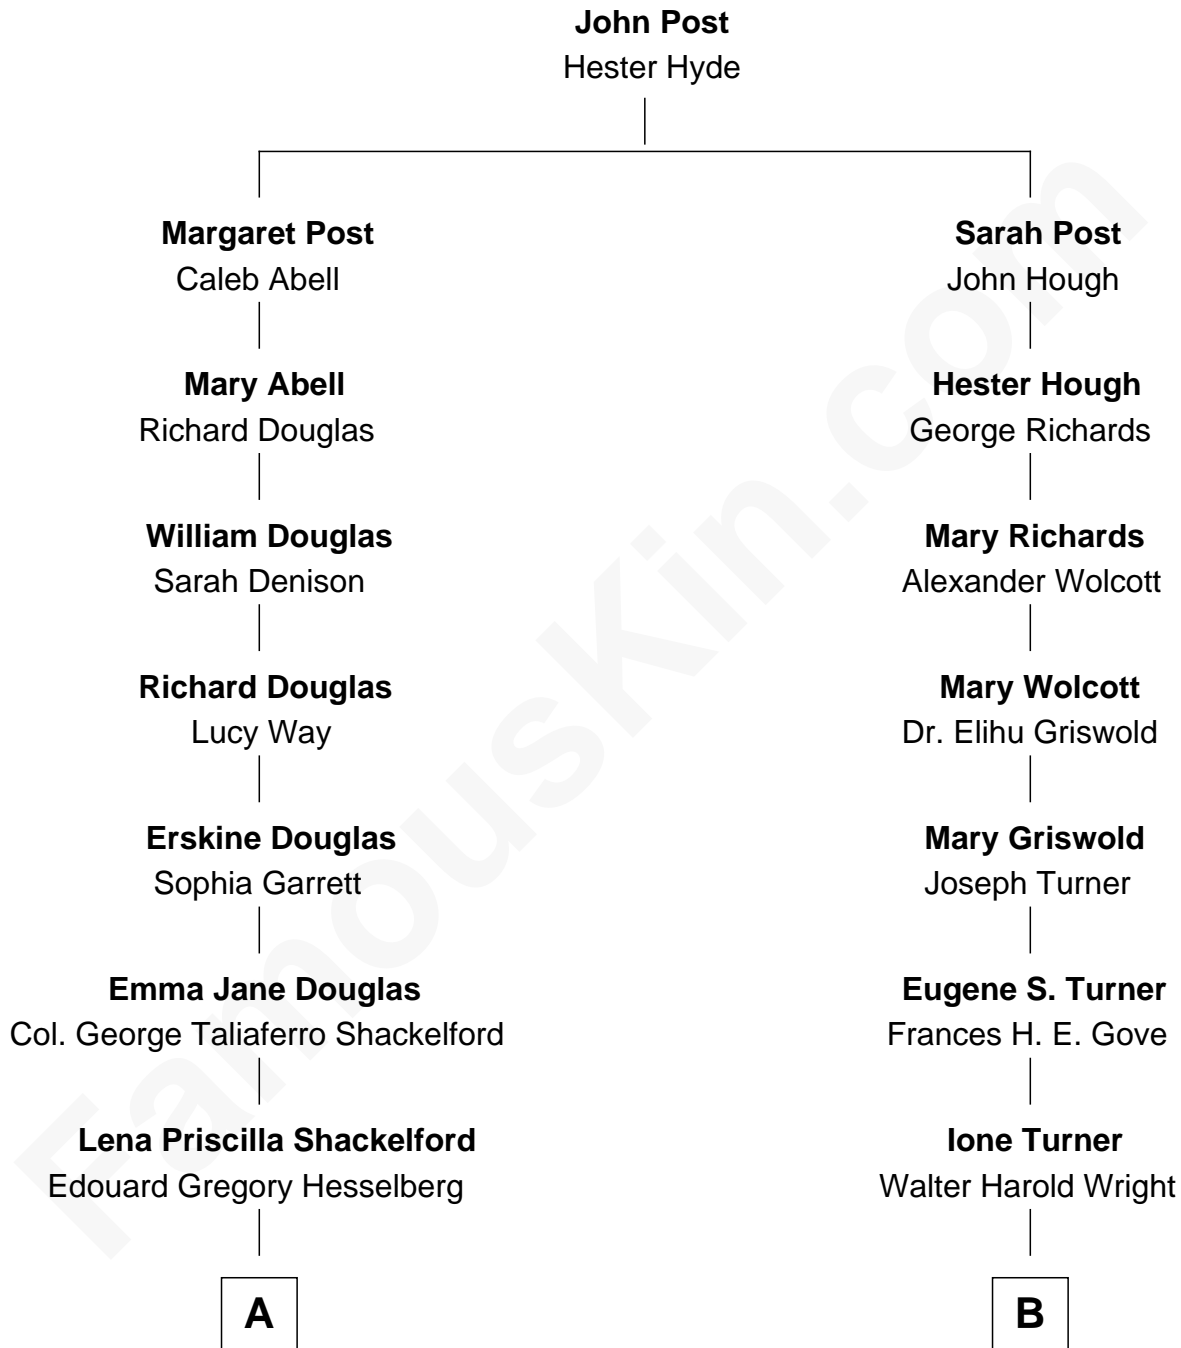 John Post
Hester Hyde
Margaret Post
Caleb Abell
Sarah Post
John Hough
Mary Abell
Richard Douglas
Hester Hough
George Richards
William Douglas
Sarah Denison
Mary Richards
Alexander Wolcott
Richard Douglas
Lucy Way
Mary Wolcott
Dr. Elihu Griswold
Erskine Douglas
Sophia Garrett
Mary Griswold
Joseph Turner
Emma Jane Douglas
Col. George Taliaferro Shackelford
Eugene S. Turner
Frances H. E. Gove
Lena Priscilla Shackelford
Edouard Gregory Hesselberg
Ione Turner
Walter Harold Wright
A
B
FamousKin.com